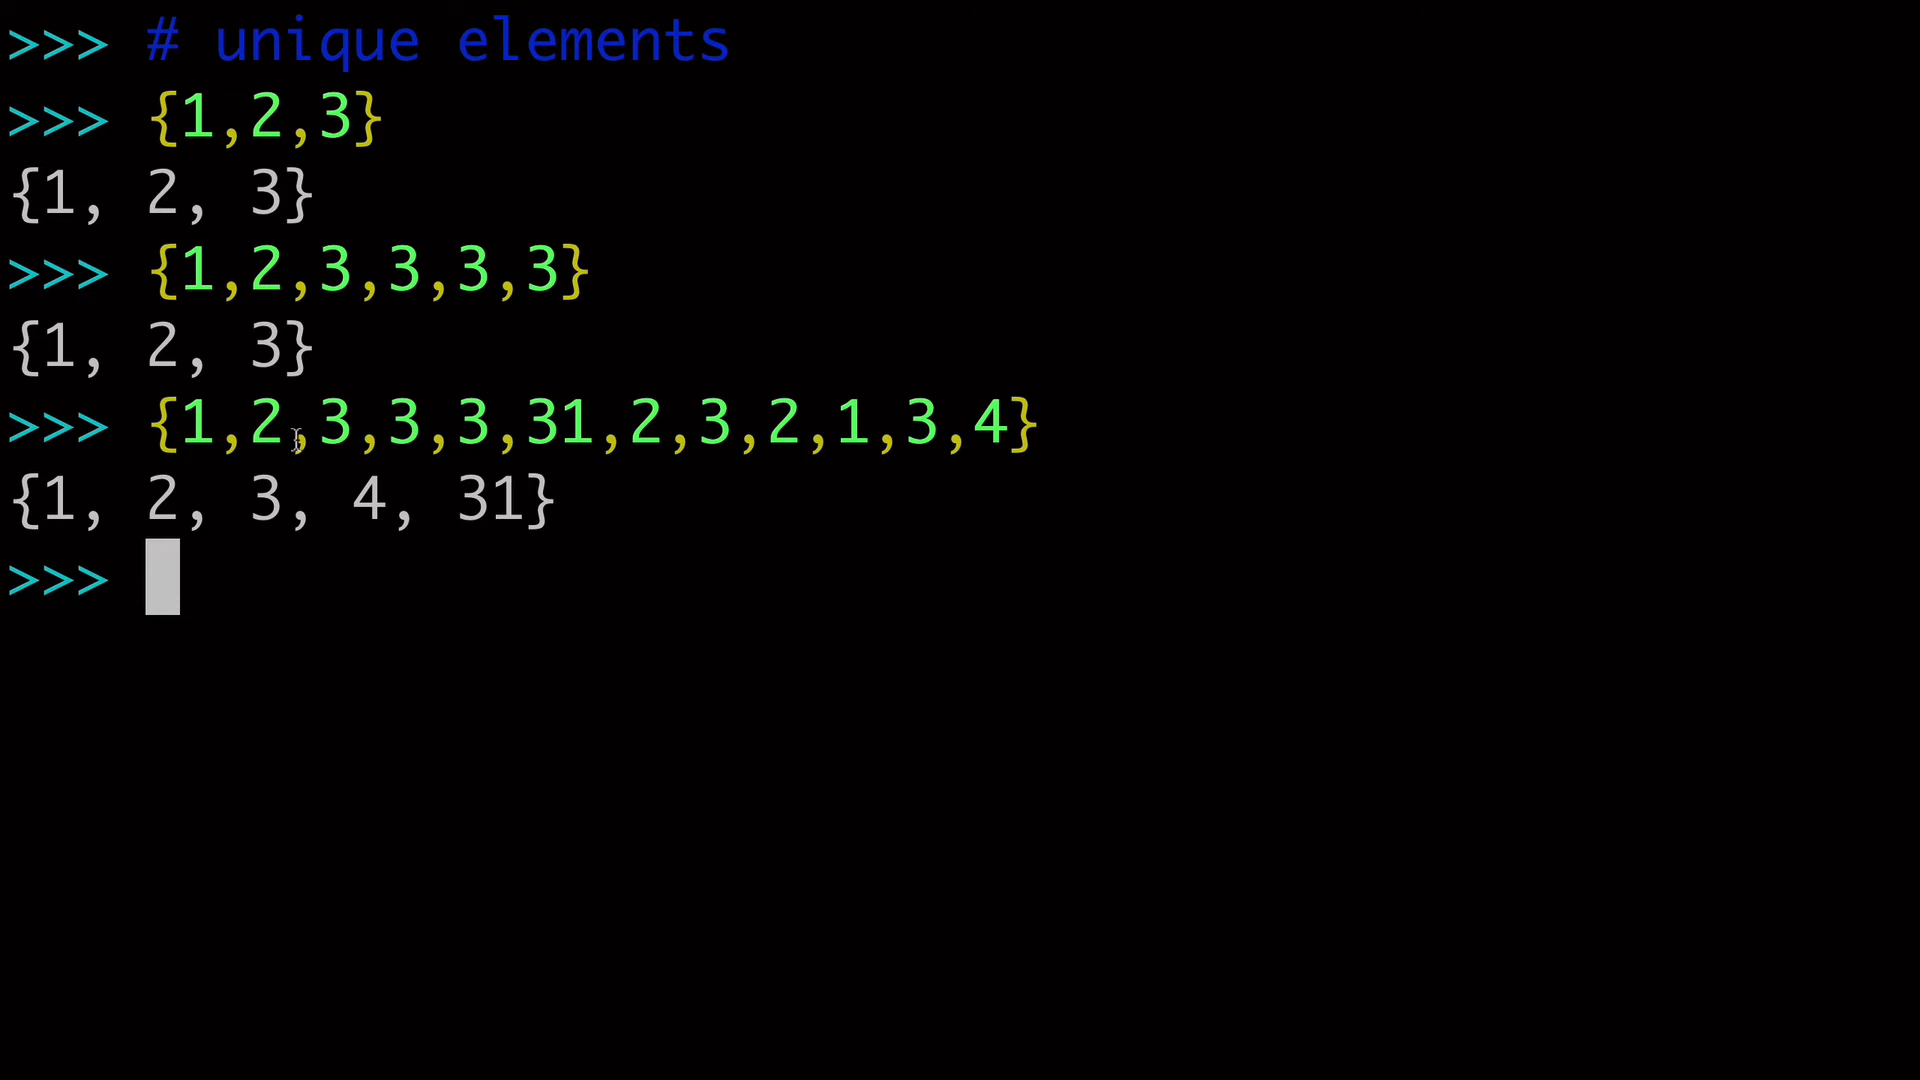 >>> # unique elements
>>> {1,2,3}
{1, 2, 3}
>>> {1,2,3,3,3,3}
{1, 2, 3}
>>> {1,2,3,3,3,31,2,3,2,1,3,4}
{1, 2, 3, 4, 31}
>>>